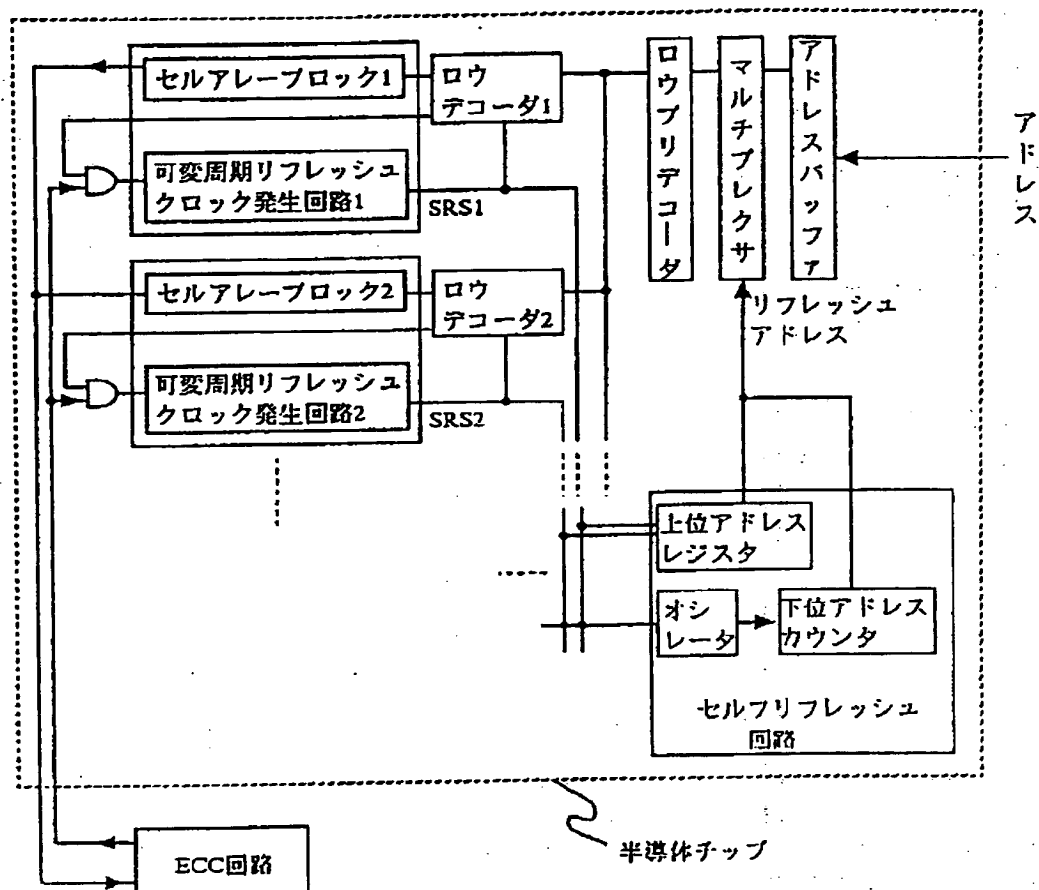 セルアレーブロック1
ロウ
デコーダ1
可変周期リフレッシュ
クロック発生回路1
SRS1
ロウプリデコーダ
マルチプレクサ
アドレスバッファ
アドレス
セルアレーブロック2
ロウ
デコーダ2
可変周期リフレッシュ
クロック発生回路2
SRS2
リフレッシュ
アドレス
上位アドレス
レジスタ
オシ
レータ
下位アドレス
カウンタ
セルフリフレッシュ
回路
半導体チップ
ECC回路